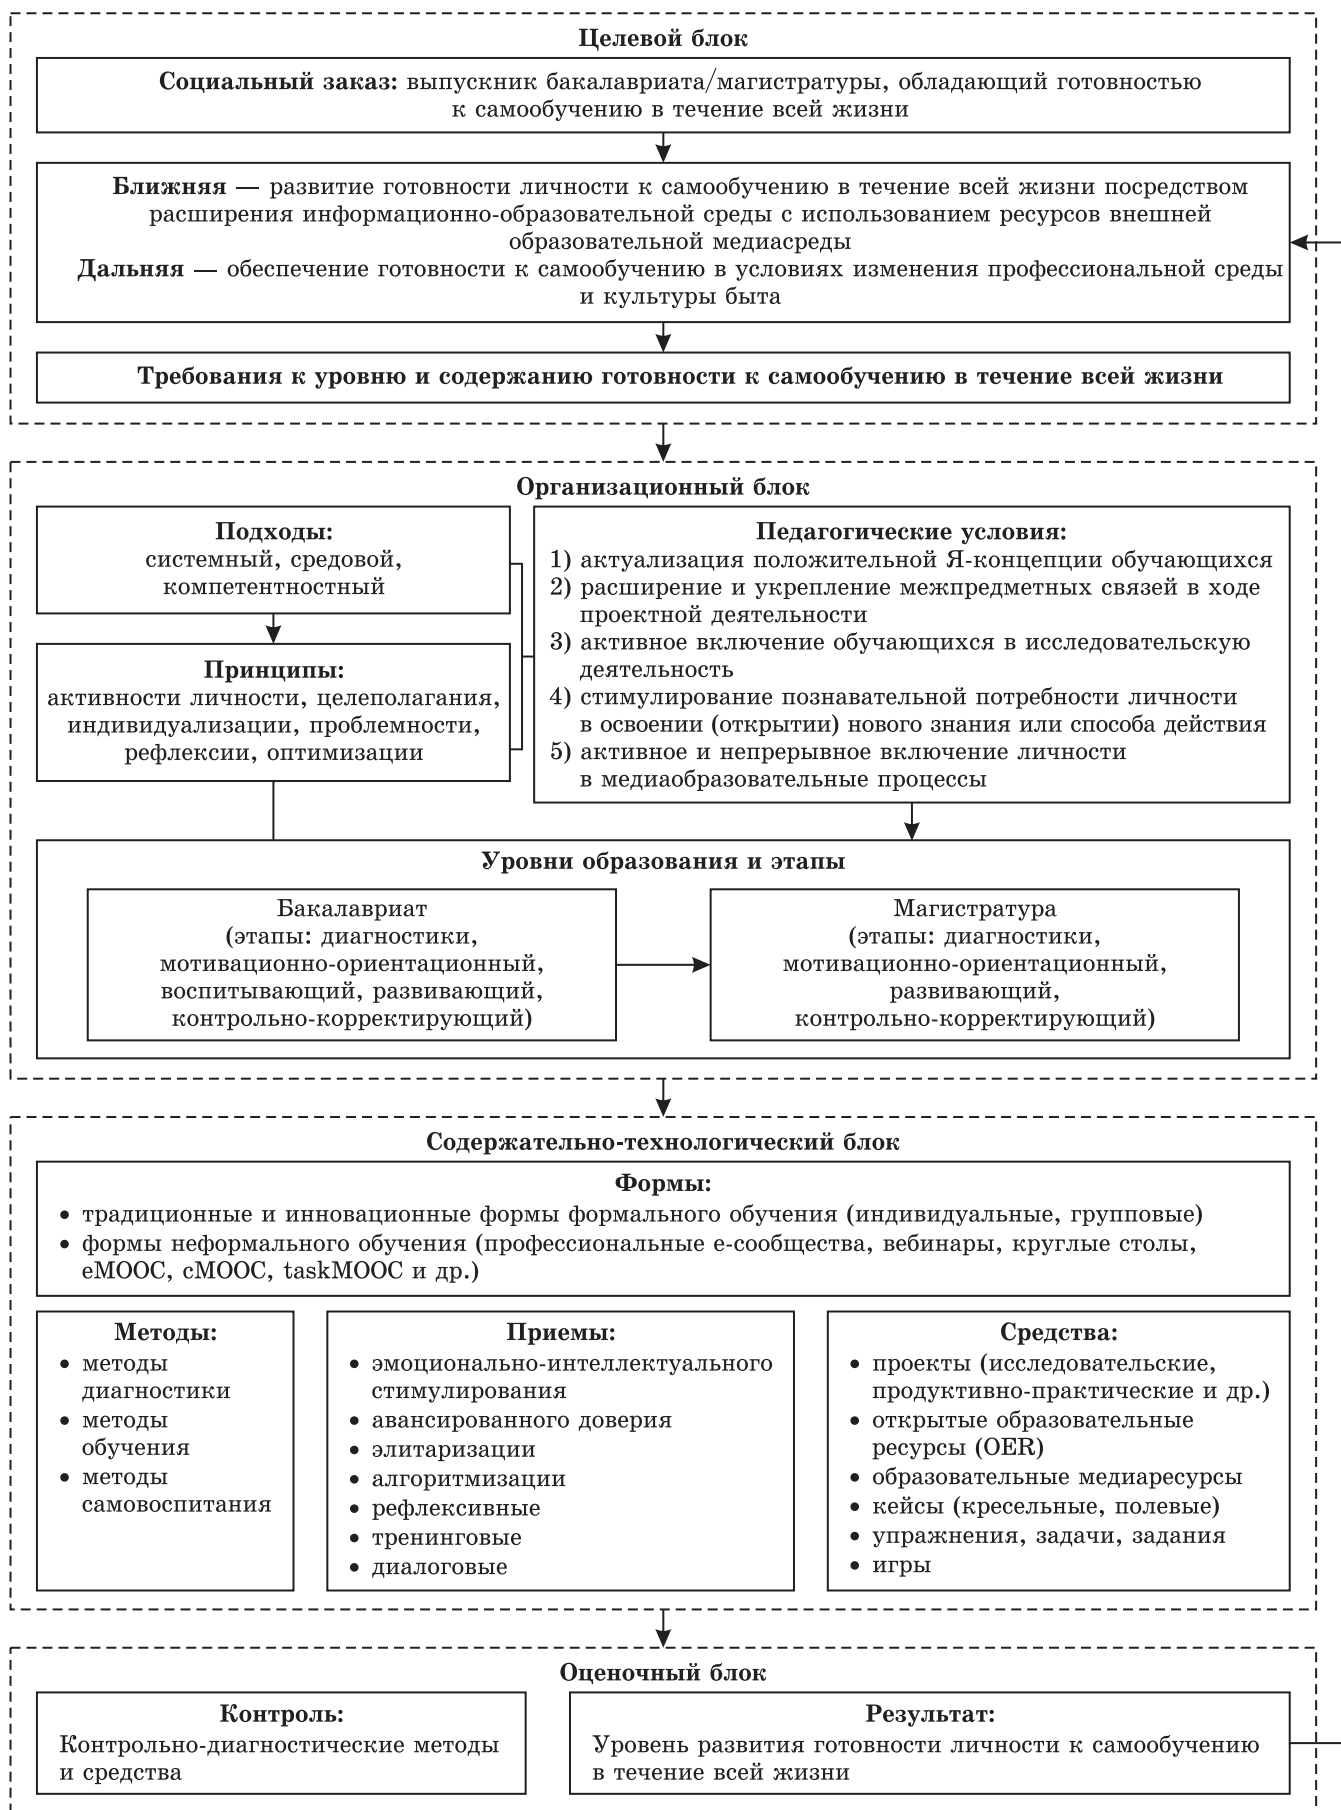 Целевой блок
Социальный заказ: выпускник бакалавриата/магистратуры, обладающий готовностью
к самообучению в течение всей жизни
Ближняя — развитие готовности личности к самообучению в течение всей жизни посредством
расширения информационно-образовательной среды с использованием ресурсов внешней
образовательной медиасреды
Дальняя — обеспечение готовности к самообучению в условиях изменения профессиональной среды
и культуры быта
Требования к уровню и содержанию готовности к самообучению в течение всей жизни
Организационный блок
Подходы:
системный, средовой,
компетентностный
Принципы:
активности личности, целеполагания,
индивидуализации, проблемности,
рефлексии, оптимизации
Педагогические условия:
1) актуализация положительной Я-концепции обучающихся
2) расширение и укрепление межпредметных связей в ходе
проектной деятельности
3) активное включение обучающихся в исследовательскую
деятельность
4) стимулирование познавательной потребности личности
в освоении (открытии) нового знания или способа действия
5) активное и непрерывное включение личности
в медиаобразовательные процессы
Уровни образования и этапы
Бакалавриат
(этапы: диагностики,
мотивационно-ориентационный,
воспитывающий, развивающий,
контрольно-корректирующий)
Магистратура
(этапы: диагностики,
мотивационно-ориентационный,
развивающий,
контрольно-корректирующий)
Содержательно-технологический блок
Формы:
• традиционные и инновационные формы формального обучения (индивидуальные, групповые)
• формы неформального обучения (профессиональные е-сообщества, вебинары, круглые столы,
eMOOC, cMOOC, taskMOOC и др.)
Методы:
• методы
диагностики
• методы
обучения
• методы
самовоспитания
Приемы:
• эмоционально-интеллектуального
стимулирования
• авансированного доверия
• элитаризации
• алгоритмизации
• рефлексивные
• тренинговые
• диалоговые
Средства:
• проекты (исследовательские,
продуктивно-практические и др.)
• открытые образовательные
ресурсы (OER)
• образовательные медиаресурсы
• кейсы (кресельные, полевые)
• упражнения, задачи, задания
• игры
Оценочный блок
Контроль:
Контрольно-диагностические методы
и средства
Результат:
Уровень развития готовности личности к самообучению
в течение всей жизни